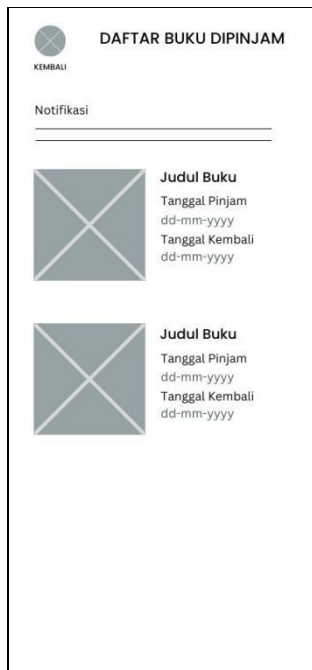 DAFTAR BUKU DIPINJAM
KEMBALI
Notifikasi
Judul Buku
Tanggal Pinjam
dd-mm-yyyy
Tanggal Kembali
dd-mm-yyyy
Judul Buku
Tanggal Pinjam
dd-mm-yyyy
Tanggal Kembali
dd-mm-yyyy